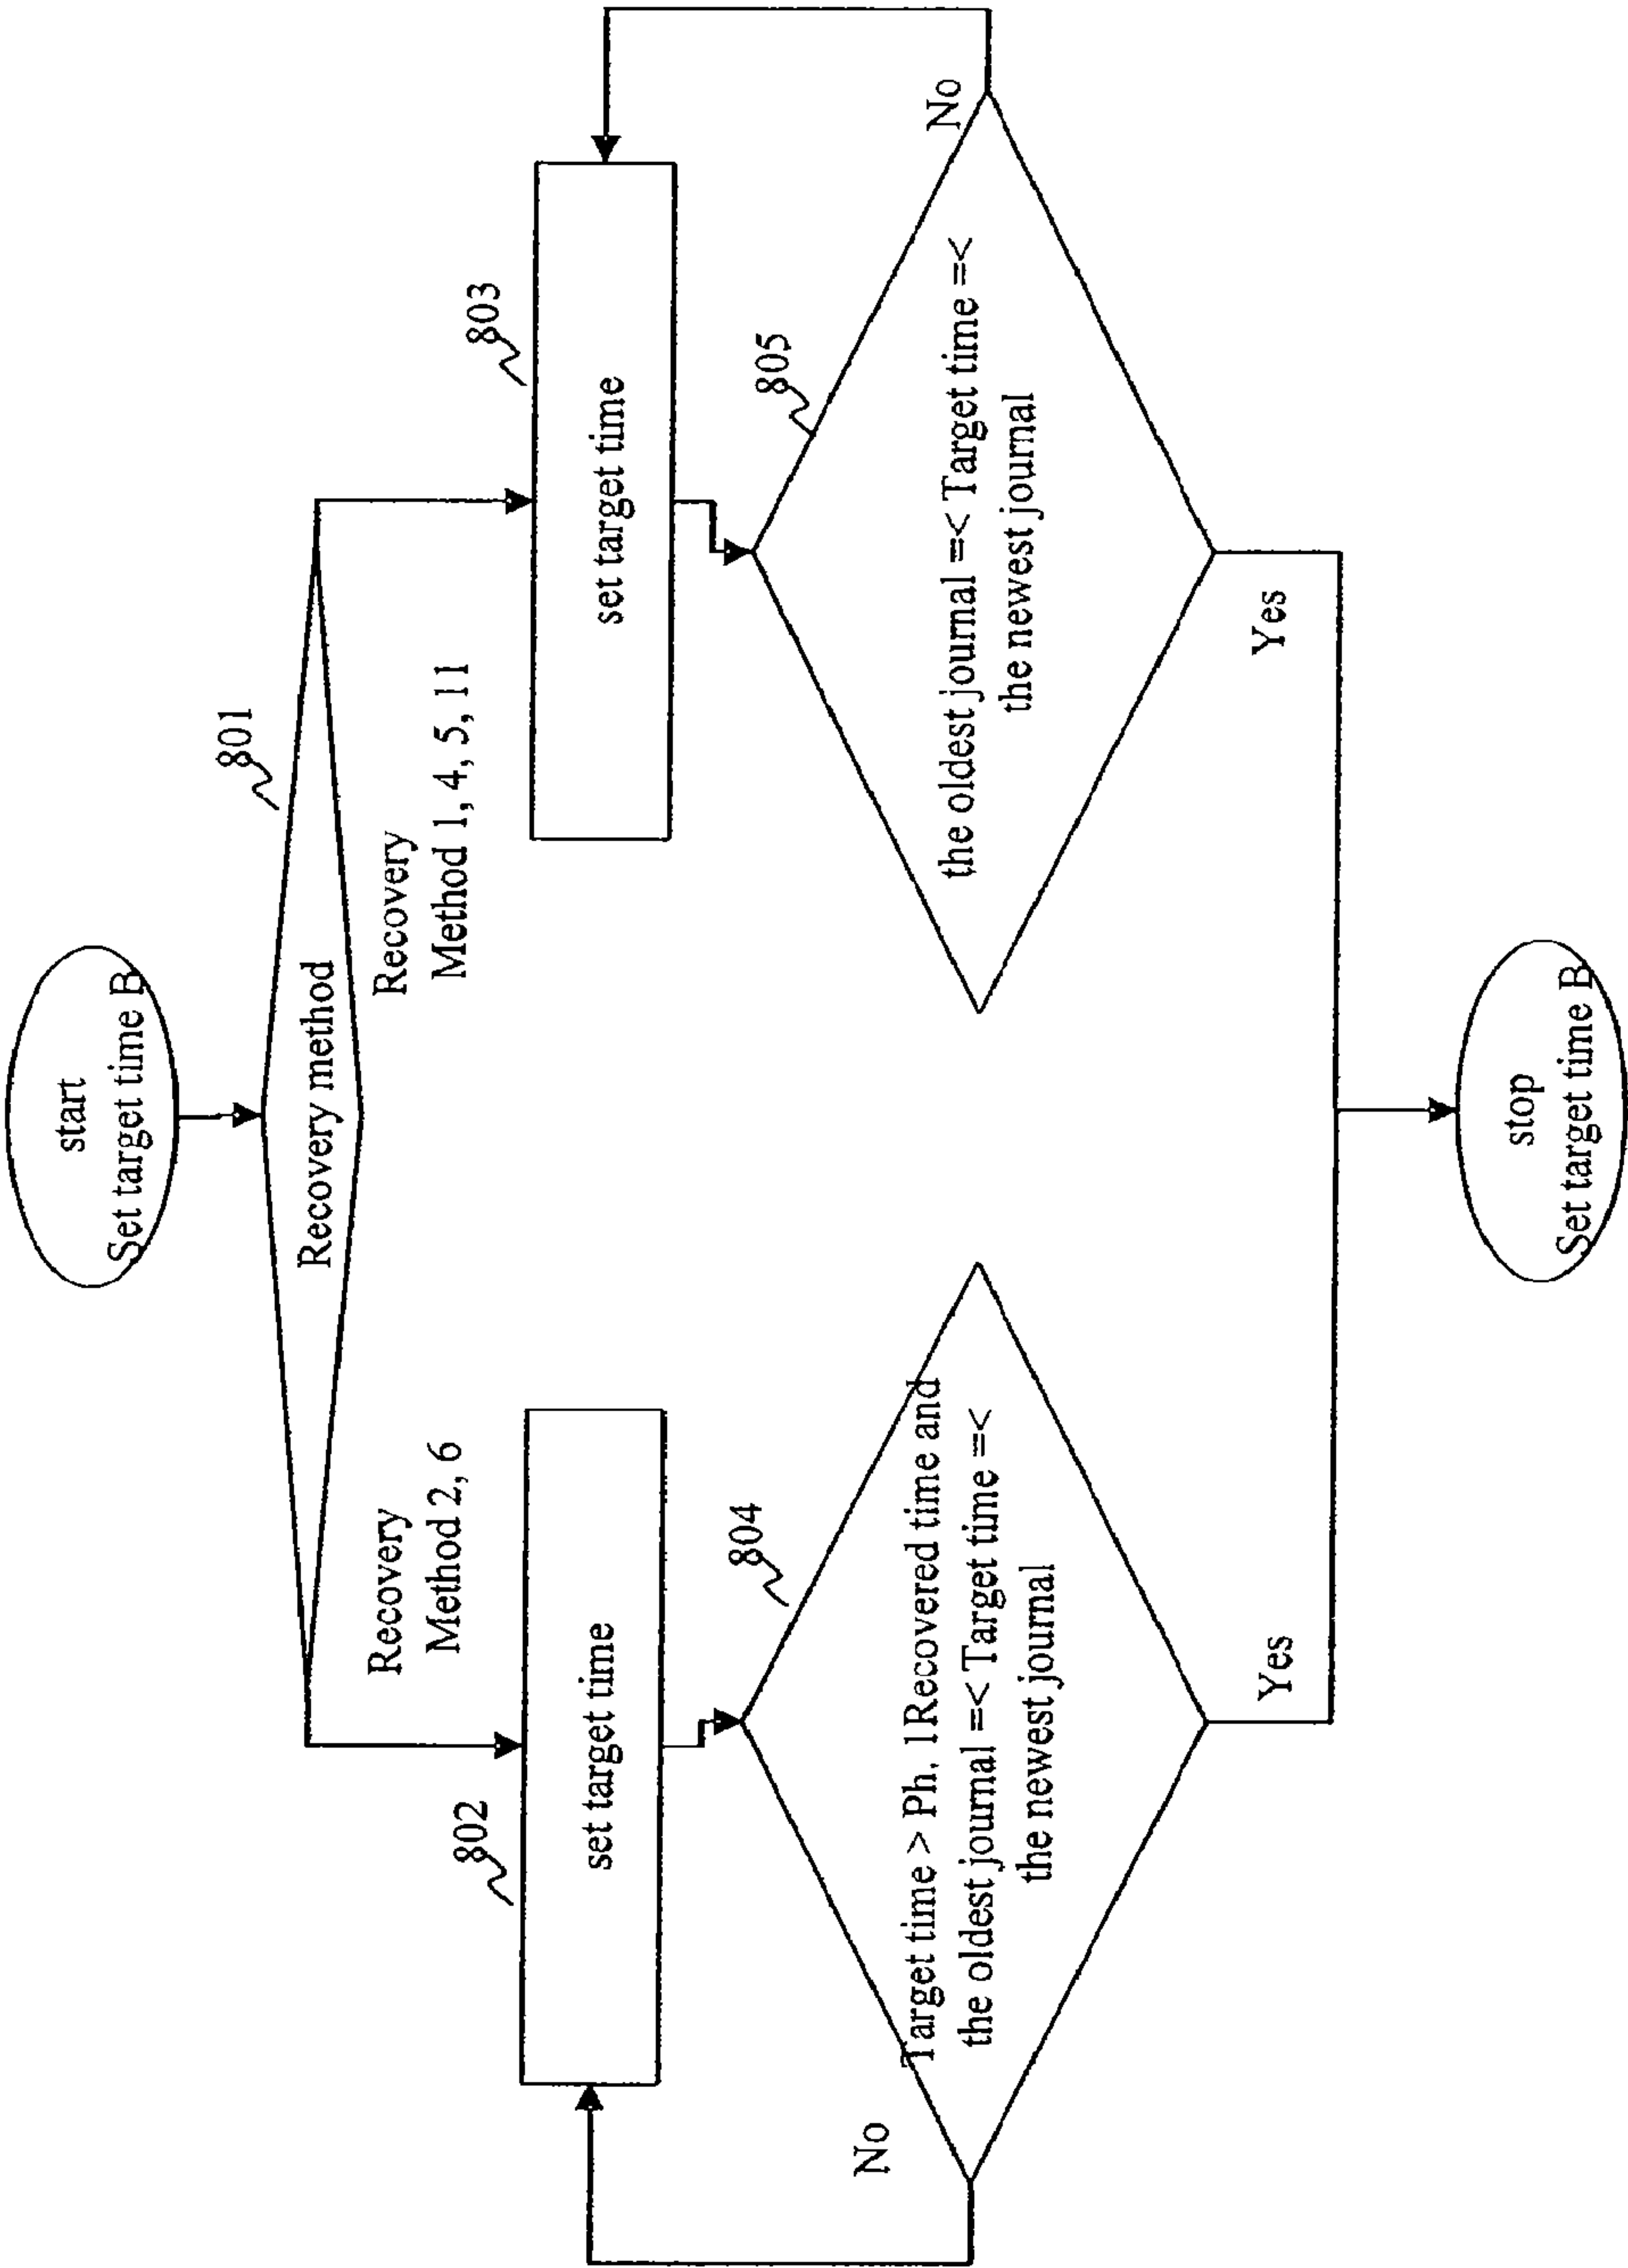 start
Set target time B
801
Recovery method
Recovery
Method 2, 6
Recovery
Method 1, 4, 5, 11
802
set target time
803
set target time
804
Target time > Ph. 1Recovered time and
the oldest journal =< Target time =<
the newest journal
No
Yes
805
the oldest journal =< Target time =<
the newest journal
No
Yes
stop
Set target time B